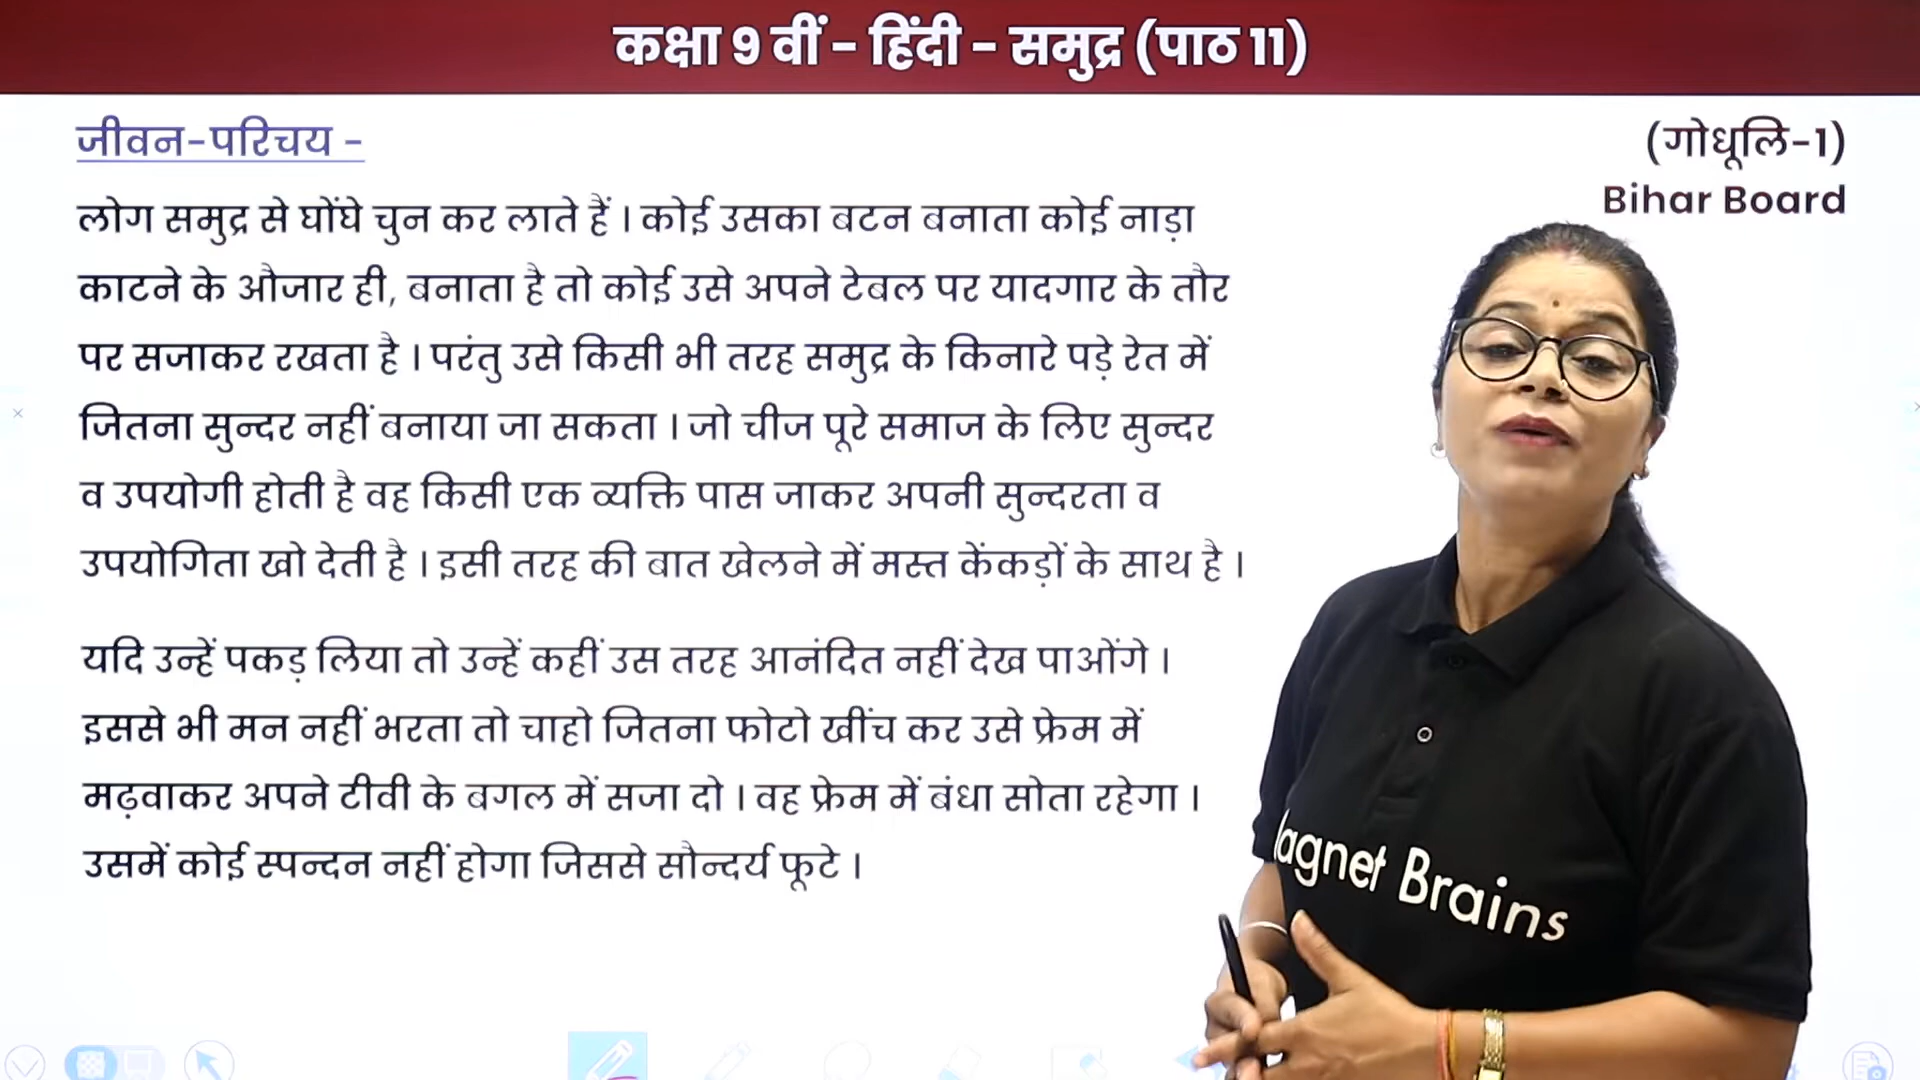 कक्षा 9 वीं - हिंदी - समुद्र (पाठ 11)
जीवन-परिचय -
(गोधूलि-1)
Bihar Board
लोग समुद्र से घोंघे चुन कर लाते हैं । कोई उसका बटन बनाता कोई नाड़ा
काटने के औजार ही, बनाता है तो कोई उसे अपने टेबल पर यादगार के तौर
पर सजाकर रखता है । परंतु उसे किसी भी तरह समुद्र के किनारे पड़े रेत में
जितना सुन्दर नहीं बनाया जा सकता । जो चीज पूरे समाज के लिए सुन्दर
व उपयोगी होती है वह किसी एक व्यक्ति पास जाकर अपनी सुन्दरता व
उपयोगिता खो देती है । इसी तरह की बात खेलने में मस्त केंकड़ों के साथ है ।
यदि उन्हें पकड़ लिया तो उन्हें कहीं उस तरह आनंदित नहीं देख पाओंगे ।
इससे भी मन नहीं भरता तो चाहो जितना फोटो खींच कर उसे फ्रेम में
मढ़वाकर अपने टीवी के बगल में सजा दो । वह फ्रेम में बंधा सोता रहेगा ।
उसमें कोई स्पन्दन नहीं होगा जिससे सौन्दर्य फूटे ।
agnet Brains